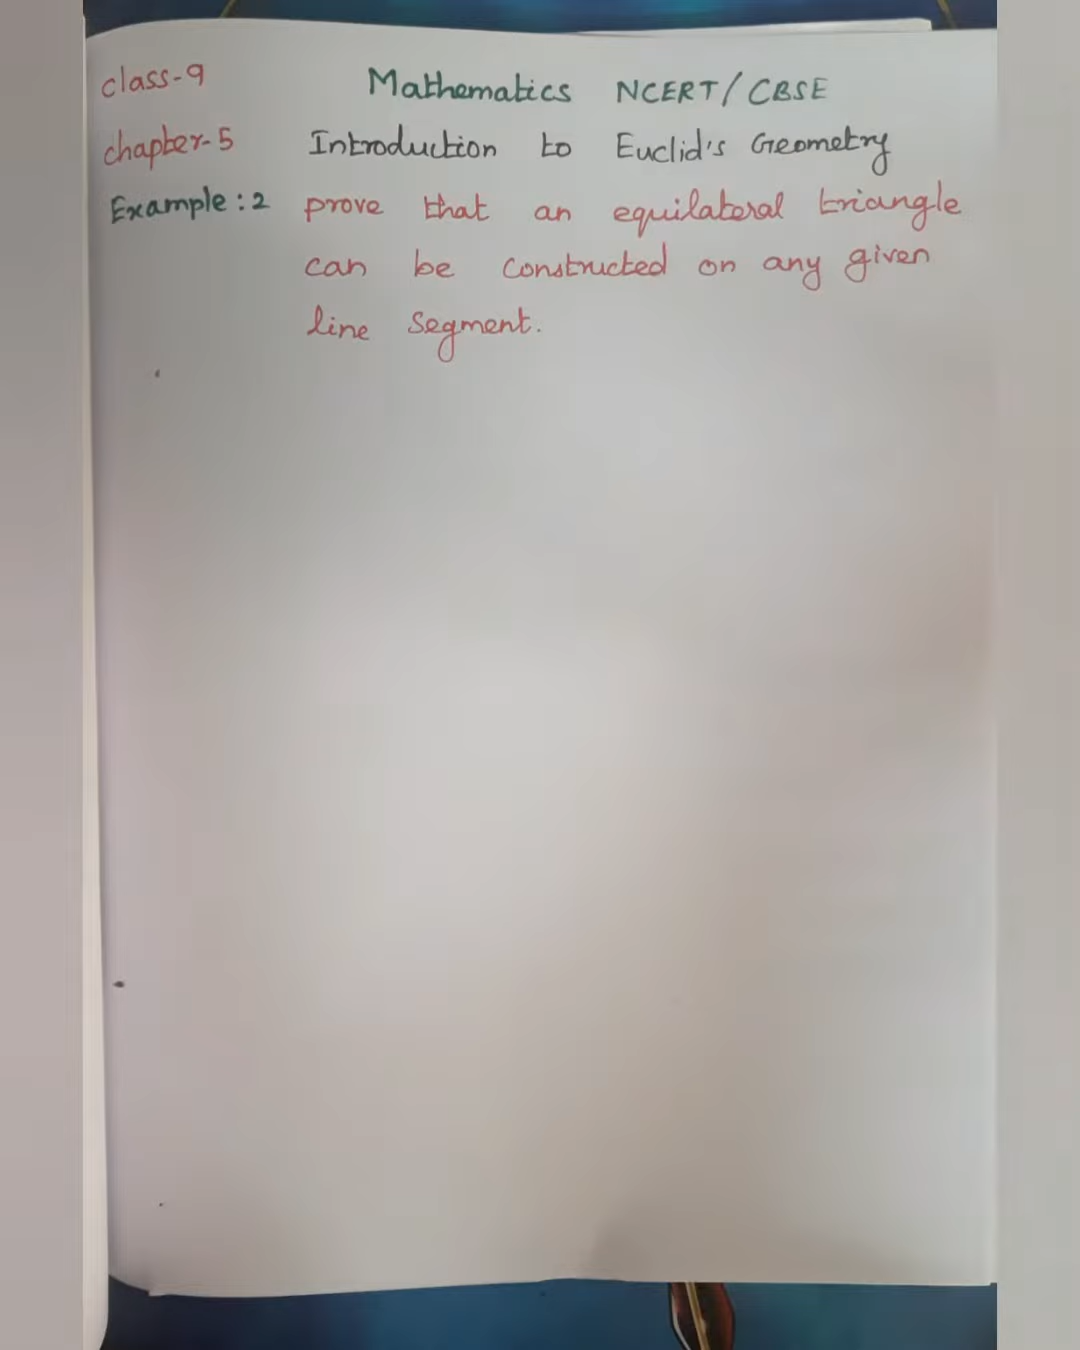 class-9 Mathematics NCERT/CBSE
chapter-5 Introduction to Euclid's Geometry
Example:2 prove that an equilateral triangle
can be constructed on any given
line segment.